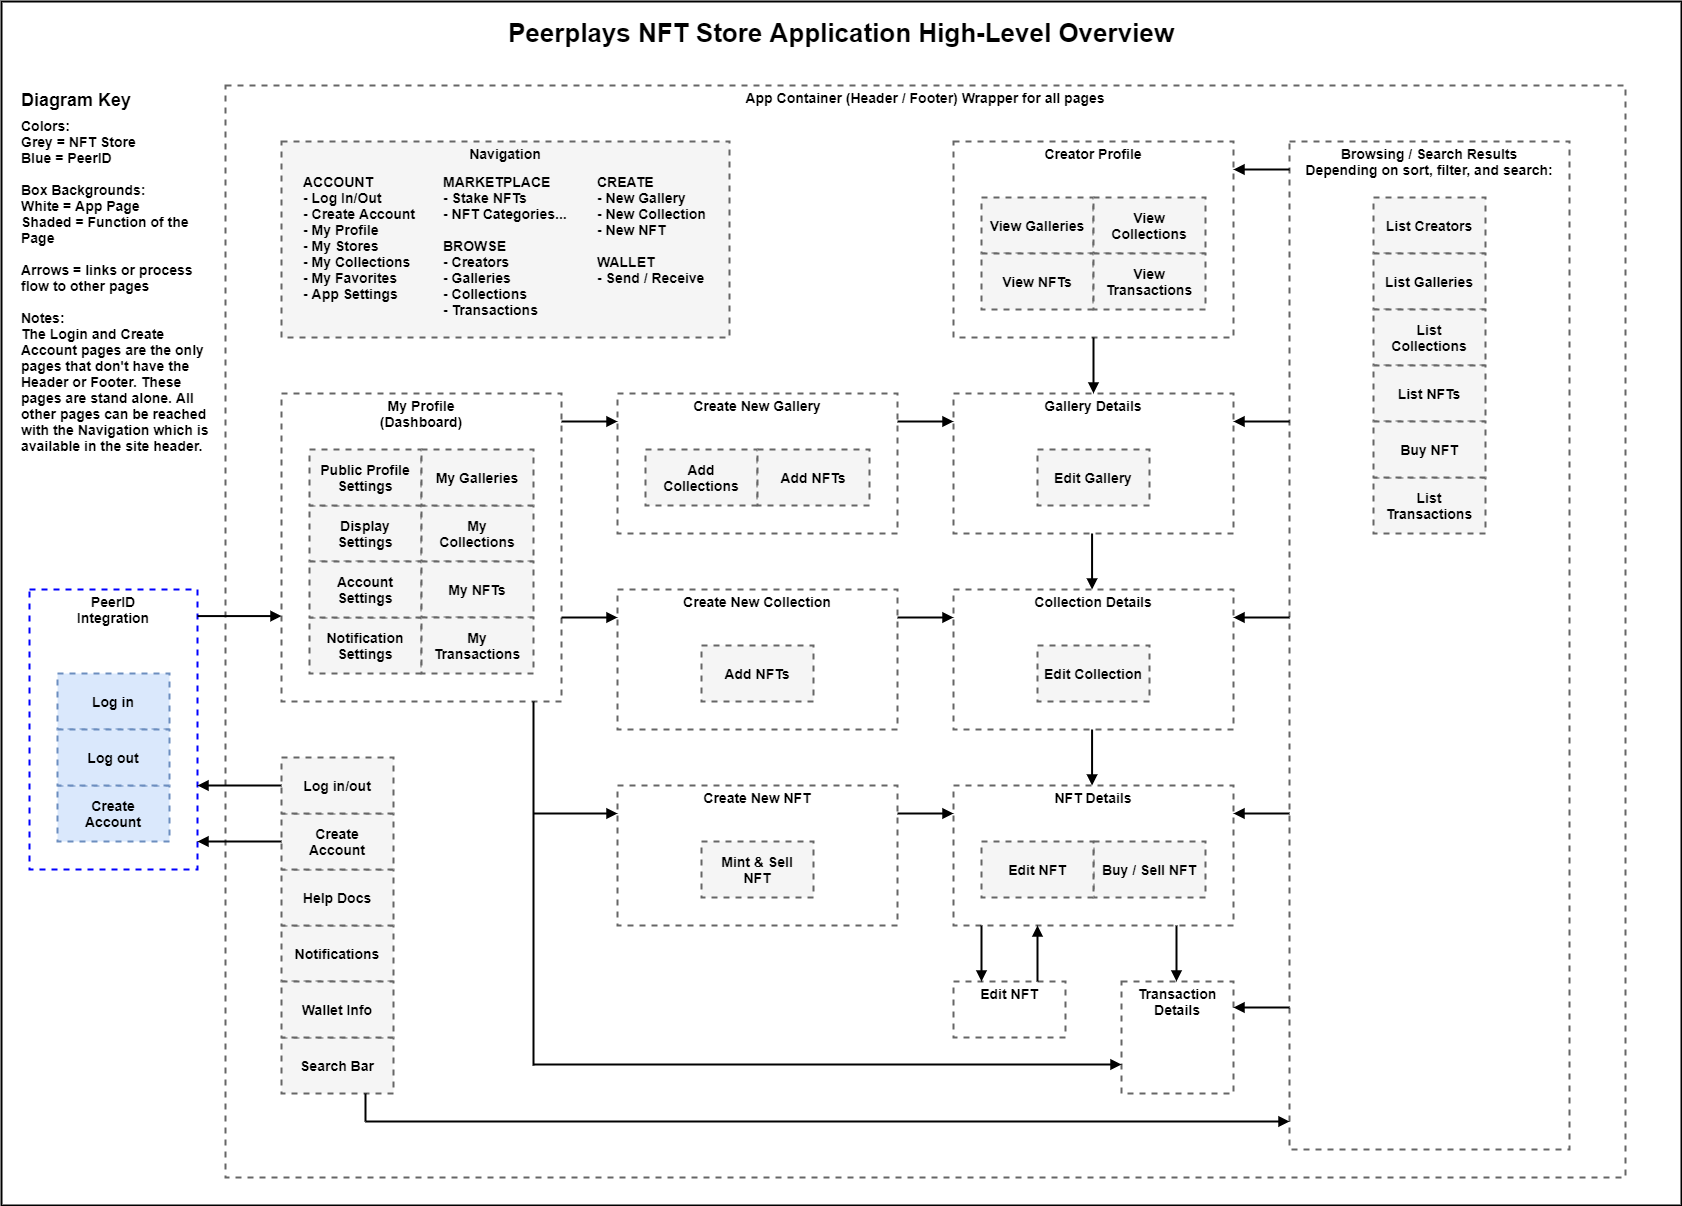 Peerplays NFT Store Application High-Level Overview
Diagram Key
Colors:
Grey = NFT Store
Blue = PeerID
Box Backgrounds:
White = App Page
Shaded = Function of the
Page
Arrows = links or process
flow to other pages
Notes:
The Login and Create
Account pages are the only
pages that don't have the
Header or Footer. These
pages are stand alone. All
other pages can be reached
with the Navigation which is
available in the site header.
App Container (Header / Footer) Wrapper for all pages
Navigation
ACCOUNT
- Log In/Out
- Create Account
- My Profile
- My Stores
- My Collections
- My Favorites
- App Settings
MARKETPLACE
- Stake NFTs
- NFT Categories...
BROWSE
- Creators
- Galleries
- Collections
- Transactions
CREATE
- New Gallery
- New Collection
- New NFT
WALLET
- Send / Receive
Creator Profile
View Galleries
View
Collections
View NFTs
View
Transactions
Browsing / Search Results
Depending on sort, filter, and search:
List Creators
List Galleries
List
Collections
List NFTs
Buy NFT
List
Transactions
My Profile
(Dashboard)
Public Profile
Settings
My Galleries
Display
Settings
My
Collections
Account
Settings
My NFTs
Notification
Settings
My
Transactions
Create New Gallery
Add
Collections
Add NFTs
Gallery Details
Edit Gallery
PeerID
Integration
Log in
Log out
Create
Account
Create New Collection
Add NFTs
Collection Details
Edit Collection
Log in/out
Create
Account
Help Docs
Notifications
Wallet Info
Search Bar
Create New NFT
Mint & Sell
NFT
NFT Details
Edit NFT
Buy / Sell NFT
Edit NFT
Transaction
Details